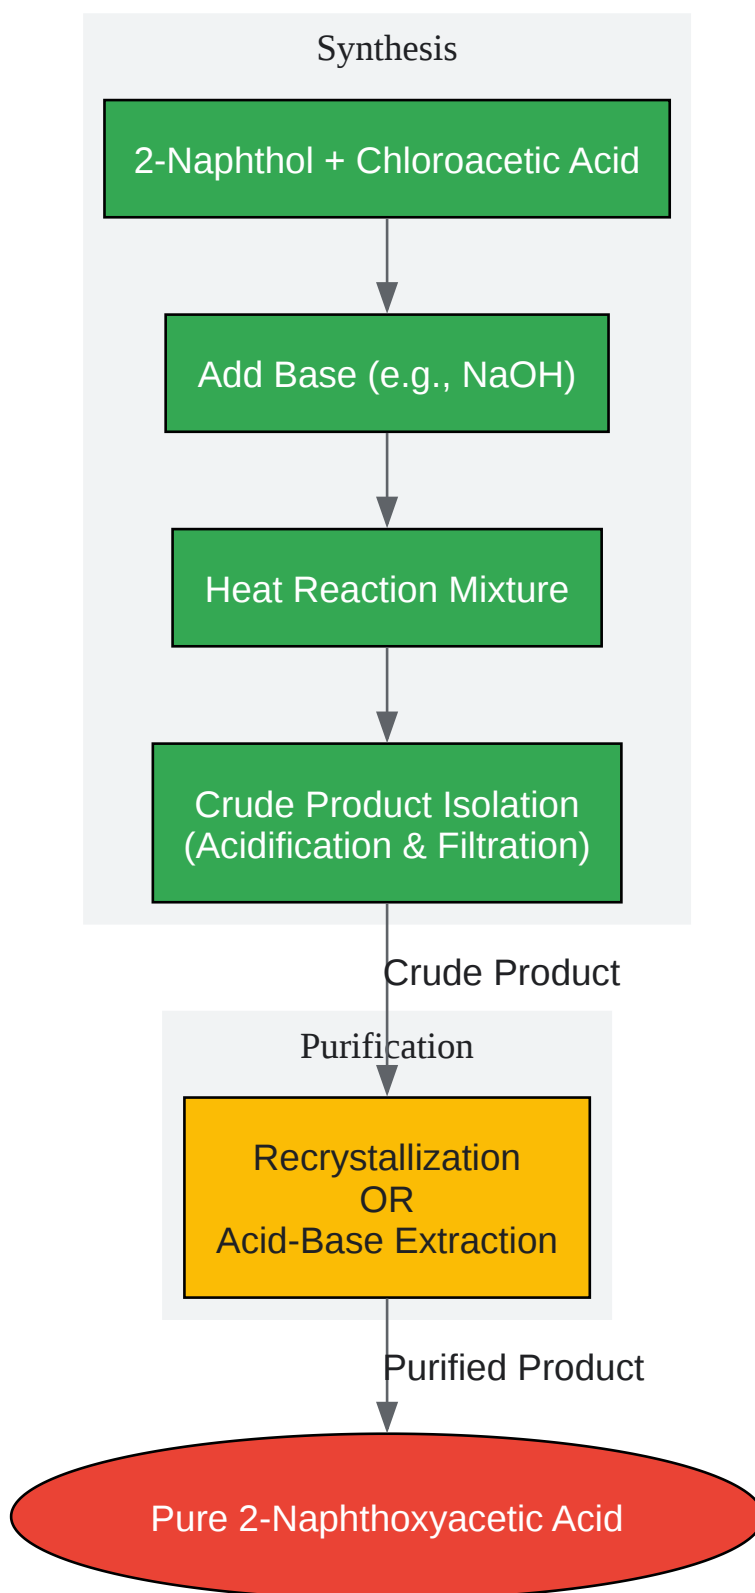 Synthesis
2-Naphthol + Chloroacetic Acid
Add Base (e.g., NaOH)
Heat Reaction Mixture
Crude Product Isolation
(Acidification & Filtration)
Crude Product
Purification
Recrystallization
OR
Acid-Base Extraction
Purified Product
Pure 2-Naphthoxyacetic Acid